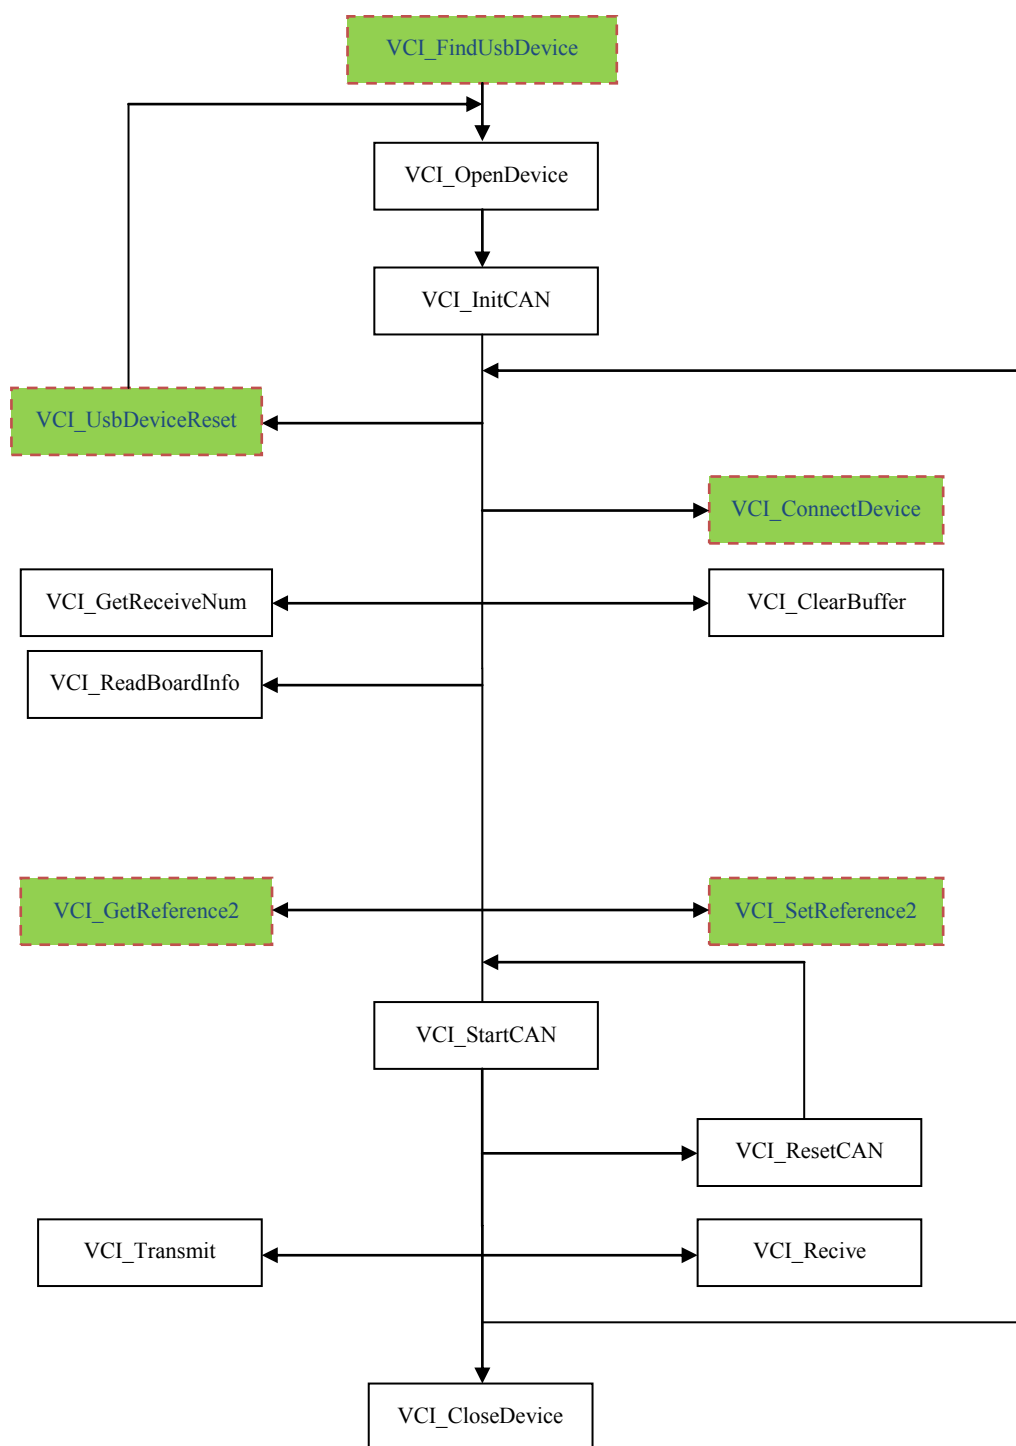 VCI_FindUsbDevice
VCI_OpenDevice
VCI_InitCAN
VCI_UsbDeviceReset
VCI_ConnectDevice
VCI_GetReceiveNum
VCI_ClearBuffer
VCI_ReadBoardInfo
VCI_GetReference2
VCI_SetReference2
VCI_StartCAN
VCI_ResetCAN
VCI_Transmit
VCI_Recive
VCI_CloseDevice